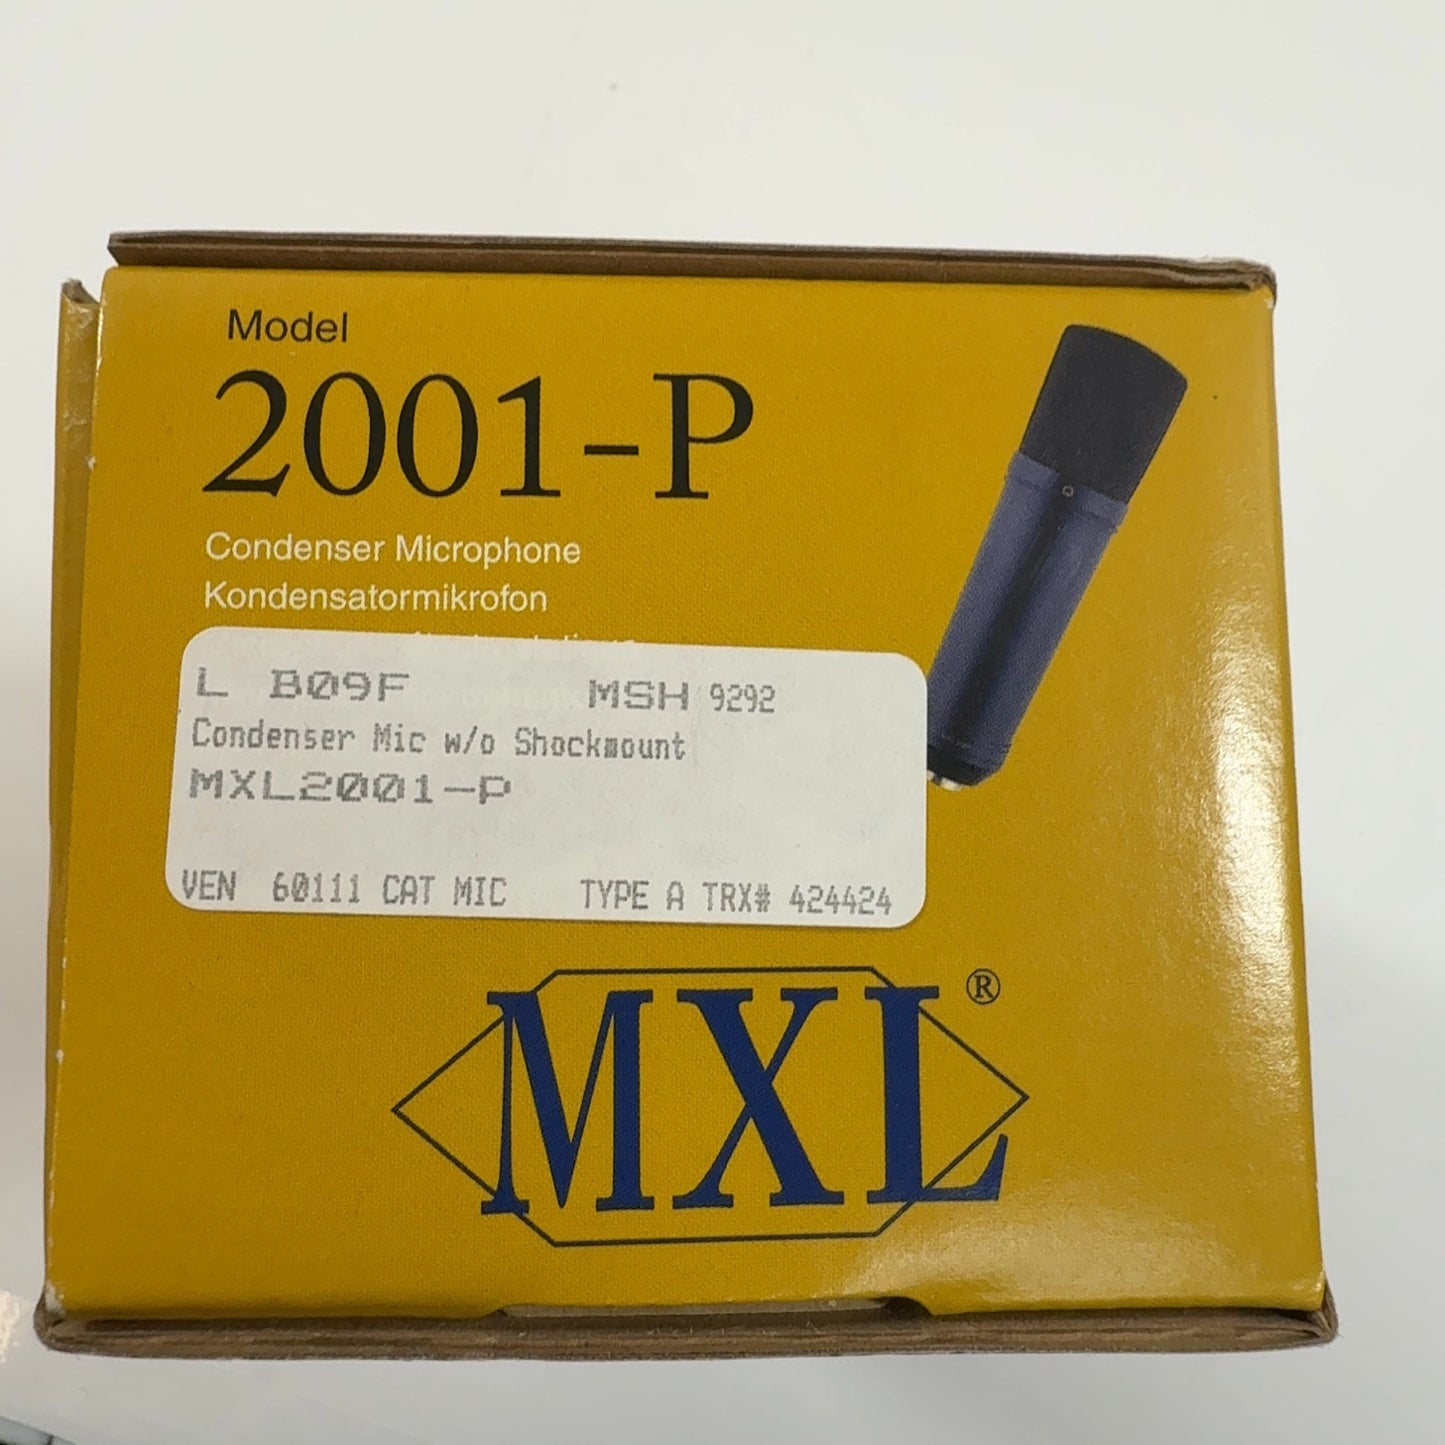 Model
2001-P
Condenser Microphone
Kondensatormikrofon
L B09F MSH 9292
Condenser Mic w/o Shockmount
MXL2001-P
VEN 60111 CAT MIC TYPE A TRX# 424424
MXL®